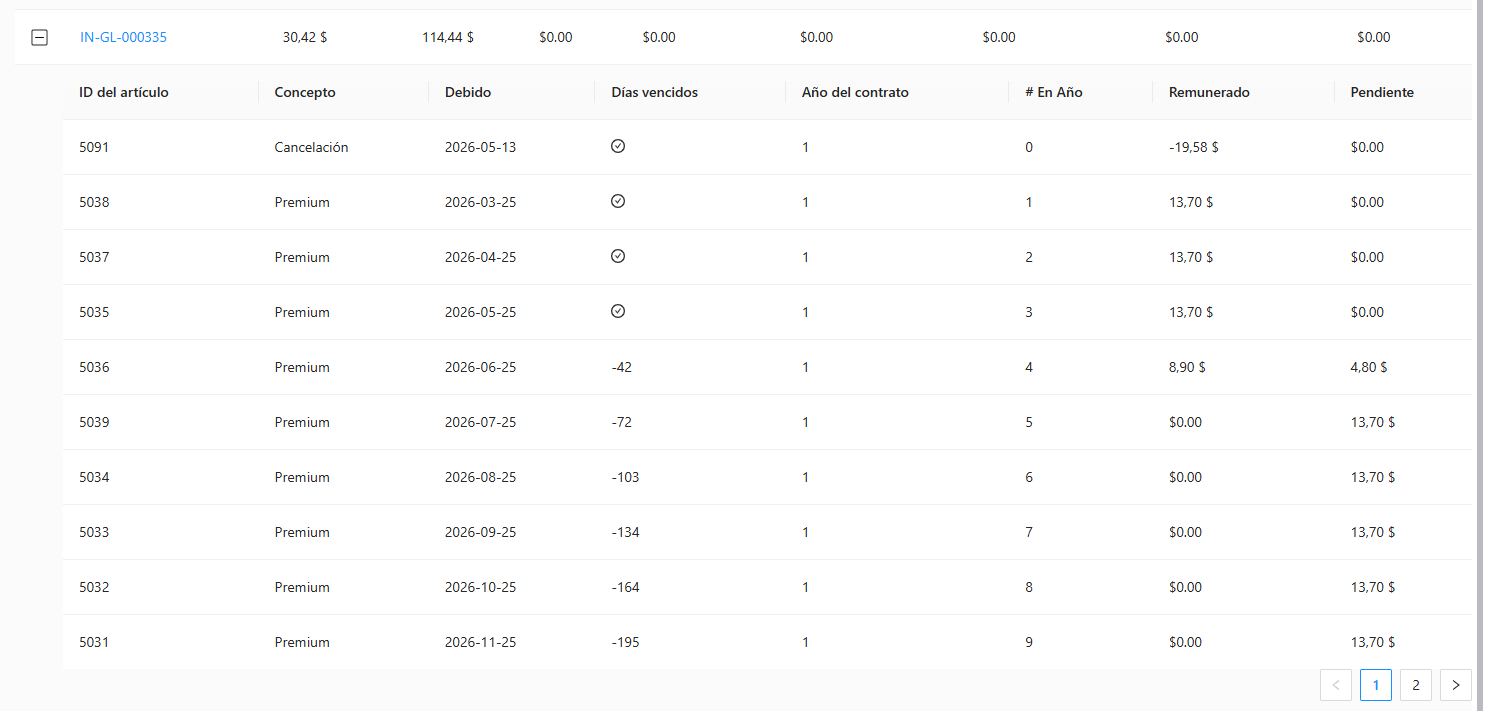 IN-GL-000335 30,42 $ 114,44 $ $0.00 $0.00 $0.00 $0.00 $0.00 $0.00
ID del artículo Concepto Debido Días vencidos Año del contrato # En Año Remunerado Pendiente
5091 Cancelación 2026-05-13 1 0 -19,58 $ $0.00
5038 Premium 2026-03-25 1 1 13,70 $ $0.00
5037 Premium 2026-04-25 1 2 13,70 $ $0.00
5035 Premium 2026-05-25 1 3 13,70 $ $0.00
5036 Premium 2026-06-25 -42 1 4 8,90 $ 4,80 $
5039 Premium 2026-07-25 -72 1 5 $0.00 13,70 $
5034 Premium 2026-08-25 -103 1 6 $0.00 13,70 $
5033 Premium 2026-09-25 -134 1 7 $0.00 13,70 $
5032 Premium 2026-10-25 -164 1 8 $0.00 13,70 $
5031 Premium 2026-11-25 -195 1 9 $0.00 13,70 $
< 1 2 >